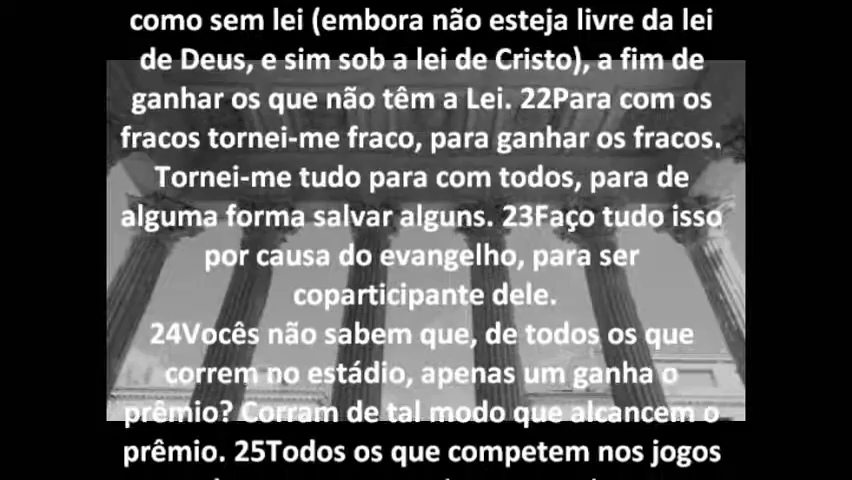 como sem lei (embora não esteja livre da lei
de Deus, e sim sob a lei de Cristo), a fim de
ganhar os que não têm a Lei. 22Para com os
fracos tornei-me fraco, para ganhar os fracos.
Tornei-me tudo para com todos, para de
alguma forma salvar alguns. 23Faço tudo isso
por causa do evangelho, para ser
coparticipante dele.
24Vocês não sabem que, de todos os que
correm no estádio, apenas um ganha o
prêmio? Corram de tal modo que alcancem o
prêmio. 25Todos os que competem nos jogos